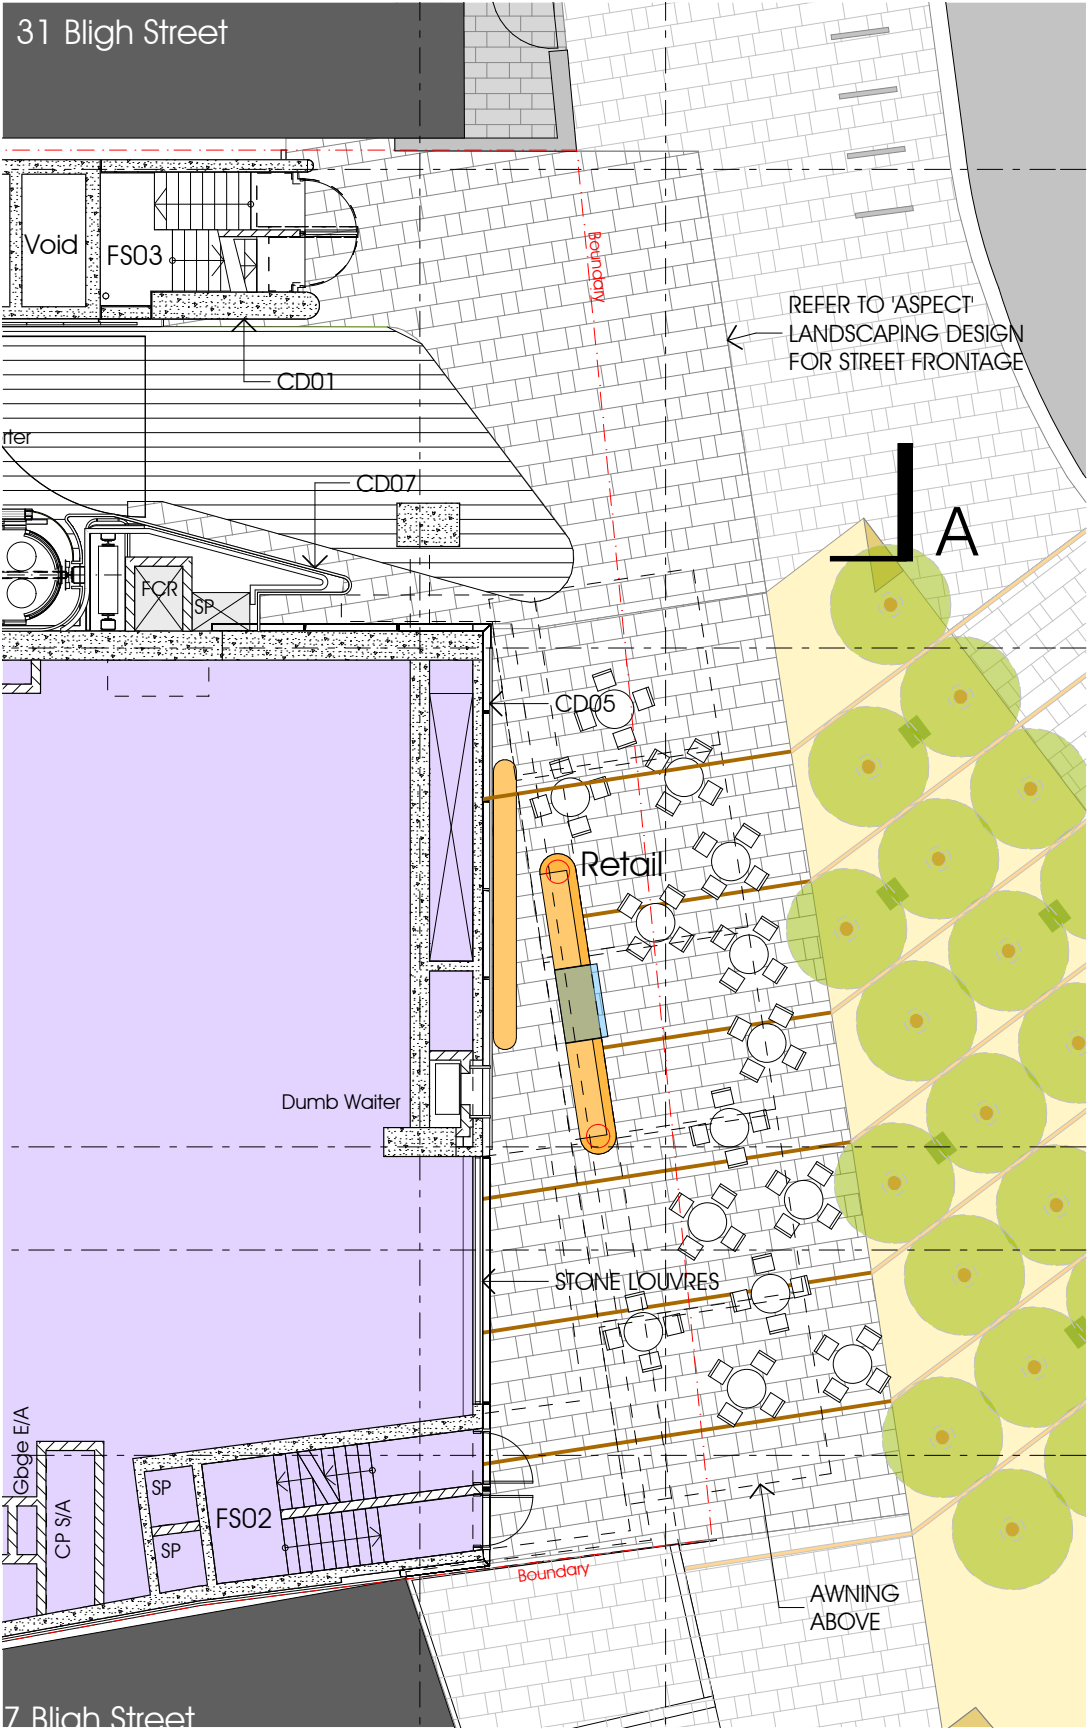 31 Bligh Street
Void
FS03
Boundary
REFER TO 'ASPECT'
LANDSCAPING DESIGN
FOR STREET FRONTAGE
CD01
rter
CD07
A
FCR
SP
CD05
Retail
Dumb Waiter
STONE LOUVRES
Gbge E/A
CP S/A
SP
FS02
SP
Boundary
AWNING
ABOVE
7 Bligh Street